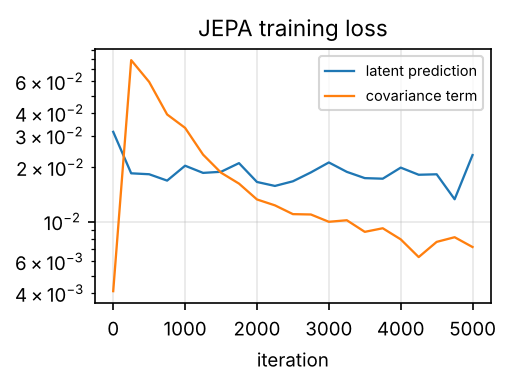 JEPA training loss
latent prediction
covariance term
6 × 10⁻²
4 × 10⁻²
3 × 10⁻²
2 × 10⁻²
10⁻²
6 × 10⁻³
4 × 10⁻³
0 1000 2000 3000 4000 5000
iteration